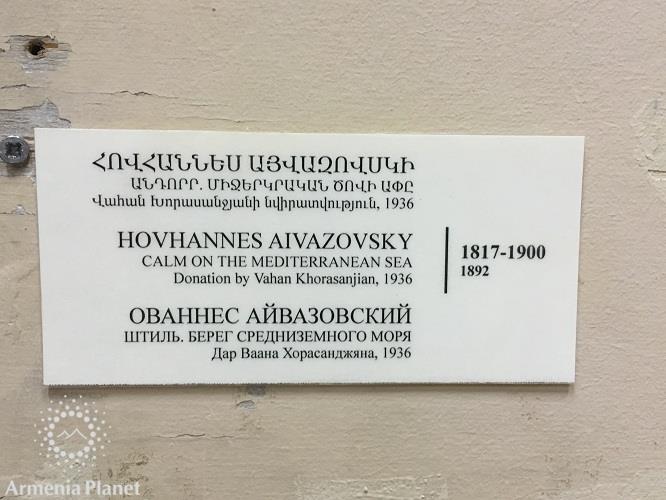 ՀՈՎՀԱՆՆԵՍ ԱՅՎԱԶՈՎՍԿԻ
ԱՆԴՈՐՐ. ՄԻՋԵՐԿՐԱԿԱՆ ԾՈՎԻ ԱՓԸ
Վահան Խորասանջյանի նվիրատվություն, 1936
HOVHANNES AIVAZOVSKY
CALM ON THE MEDITERRANEAN SEA
Donation by Vahan Khorasanjian, 1936
1817-1900
1892
ОВАННЕС АЙВАЗОВСКИЙ
ШТИЛЬ. БЕРЕГ СРЕДИЗЕМНОГО МОРЯ
Дар Ваана Хорасанджяна, 1936
Armenia Planet